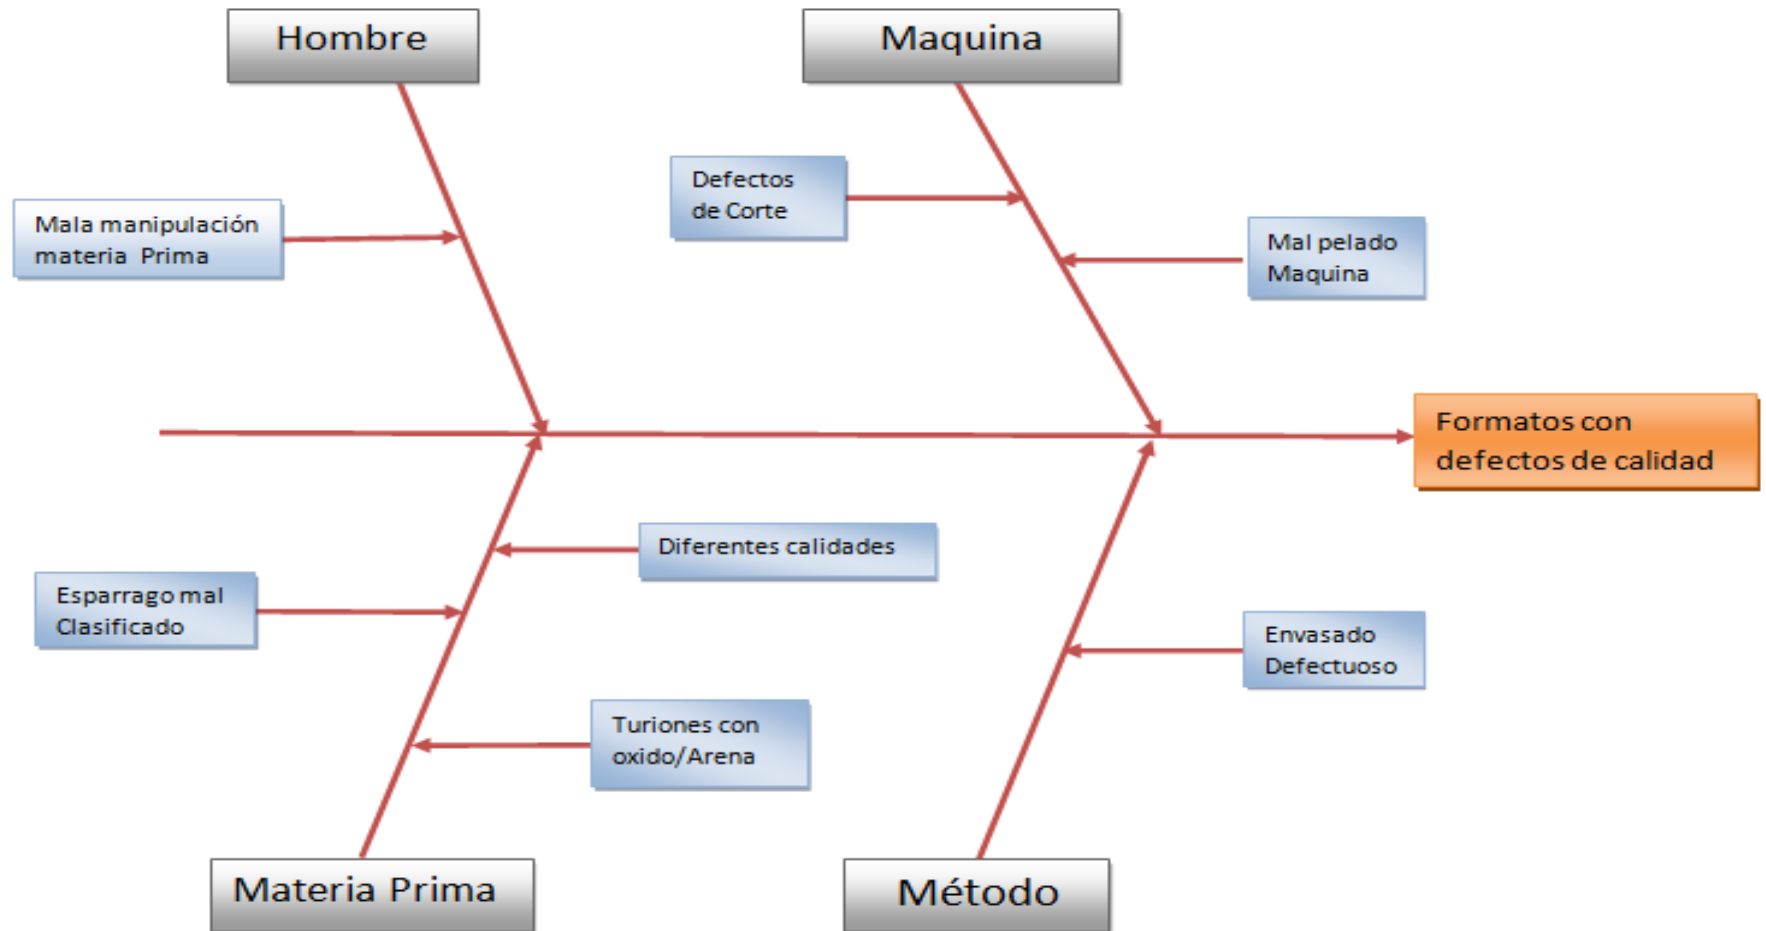 Hombre
Maquina
Defectos
de Corte
Mala manipulación
materia Prima
Mal pelado
Maquina
Formatos con
defectos de calidad
Diferentes calidades
Esparrago mal
Clasificado
Envasado
Defectuoso
Turiones con
oxido/Arena
Materia Prima
Método